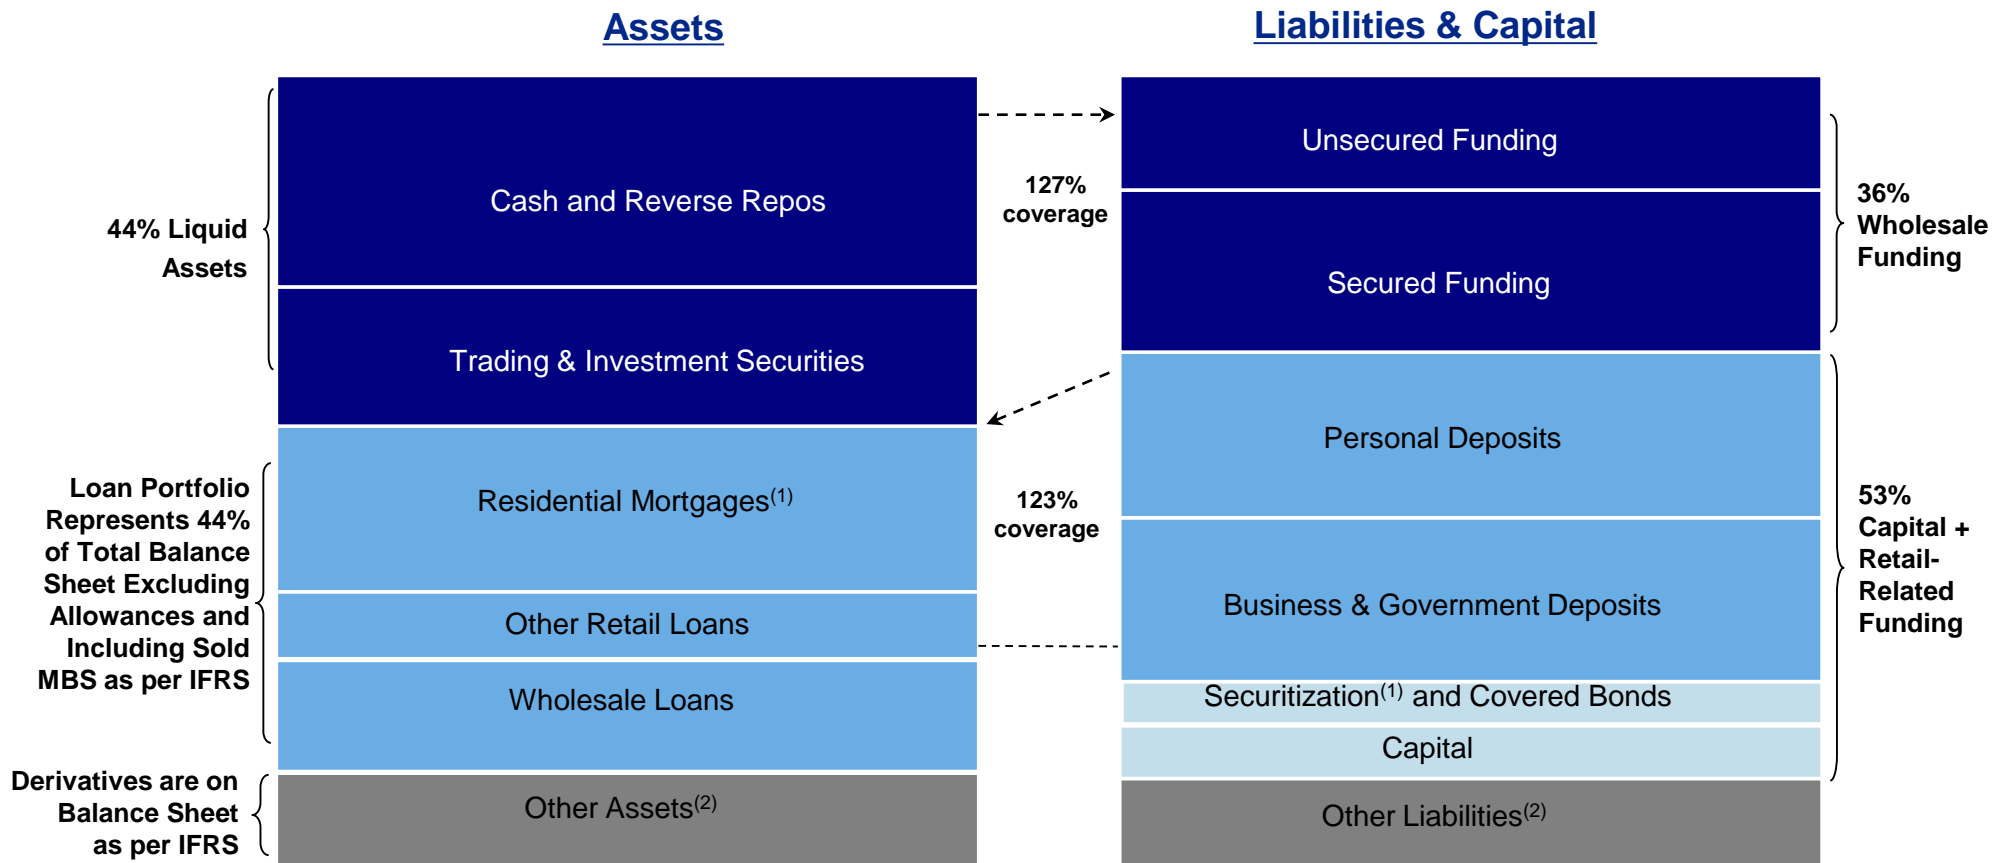 Assets
Liabilities & Capital
44% Liquid
Assets
Cash and Reverse Repos
127%
coverage
Unsecured Funding
Secured Funding
36%
Wholesale
Funding
Trading & Investment Securities
Loan Portfolio
Represents 44%
of Total Balance
Sheet Excluding
Allowances and
Including Sold
MBS as per IFRS
Residential Mortgages(1)
Other Retail Loans
Wholesale Loans
123%
coverage
Personal Deposits
Business & Government Deposits
Securitization(1) and Covered Bonds
Capital
53%
Capital +
Retail-
Related
Funding
Derivatives are on
Balance Sheet
as per IFRS
Other Assets(2)
Other Liabilities(2)